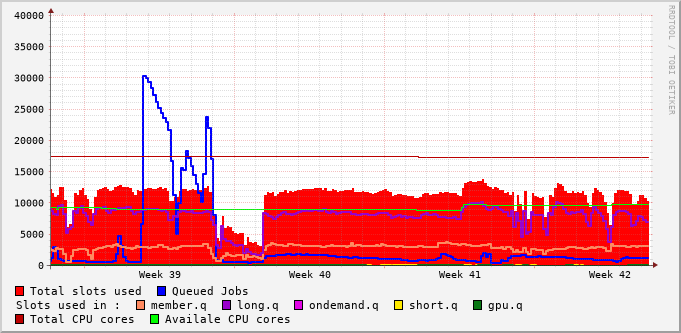 40000
35000
30000
25000
20000
15000
10000
5000
0
Week 39 Week 40 Week 41 Week 42
RRDTOOL / TOBI OETIKER
Total slots used Queued Jobs
Slots used in : member.q long.q ondemand.q short.q gpu.q
Total CPU cores Availale CPU cores